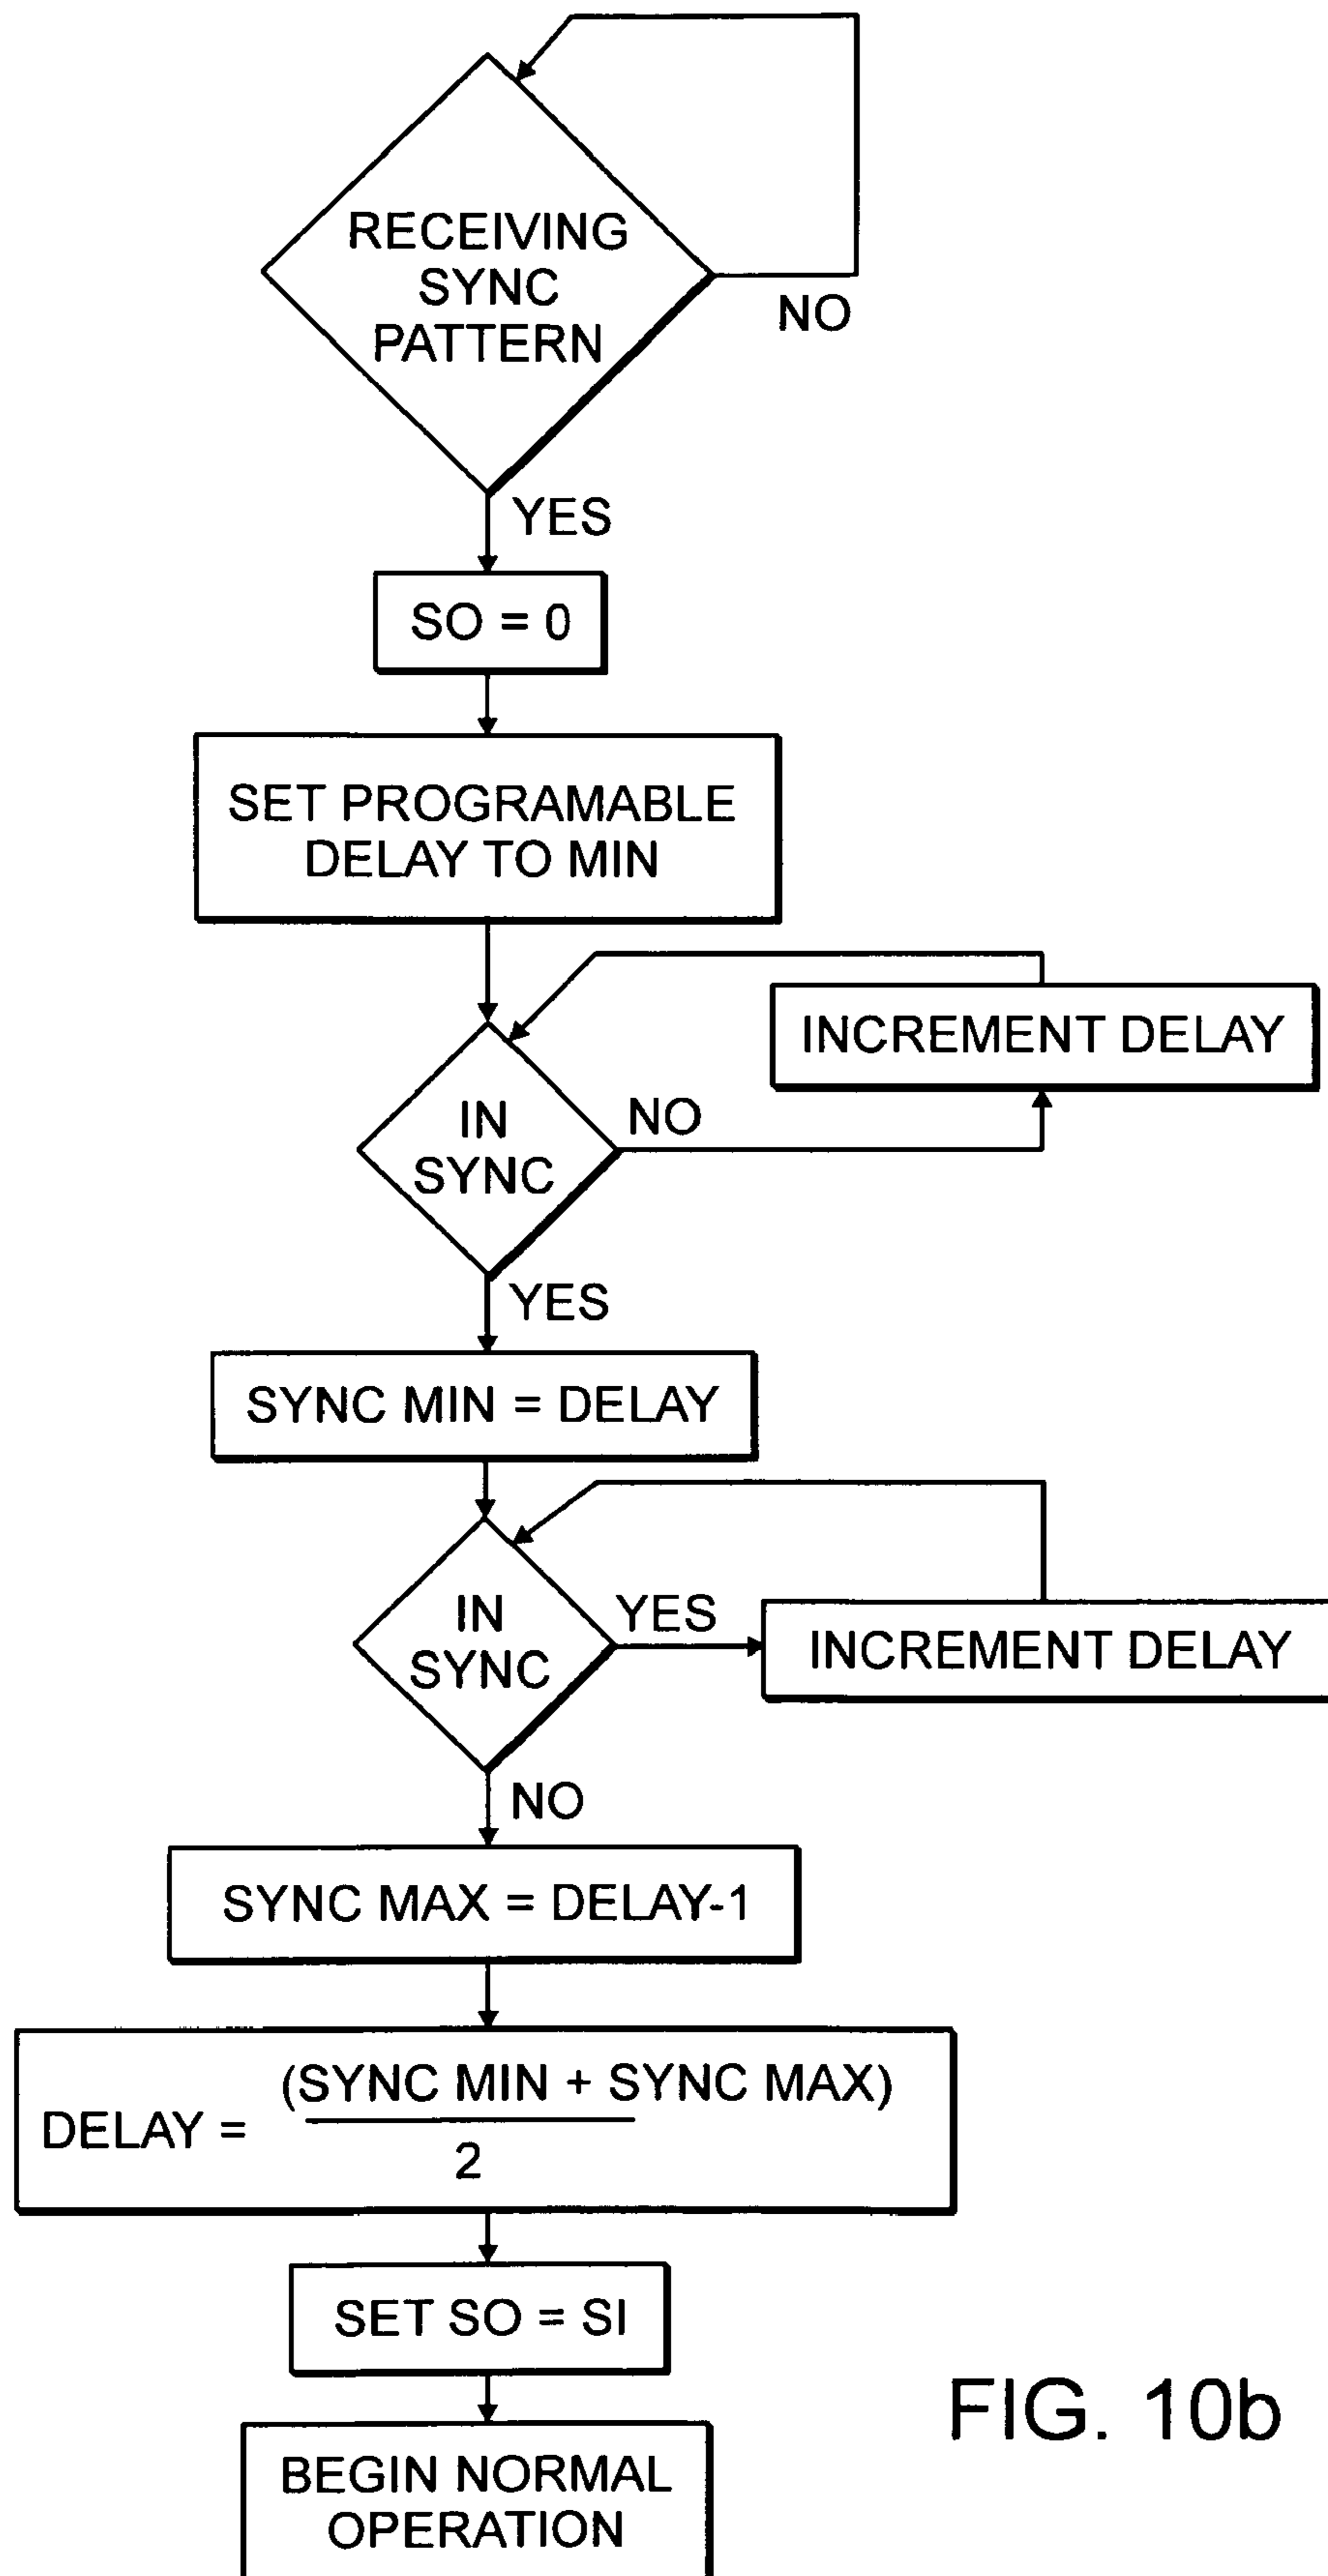 RECEIVING
SYNC
PATTERN
NO
YES
SO = 0
SET PROGRAMABLE
DELAY TO MIN
INCREMENT DELAY
IN
SYNC
NO
YES
SYNC MIN = DELAY
IN
SYNC
YES
INCREMENT DELAY
NO
SYNC MAX = DELAY-1
(SYNC MIN + SYNC MAX)
DELAY =
2
SET SO = SI
BEGIN NORMAL
OPERATION
FIG. 10b